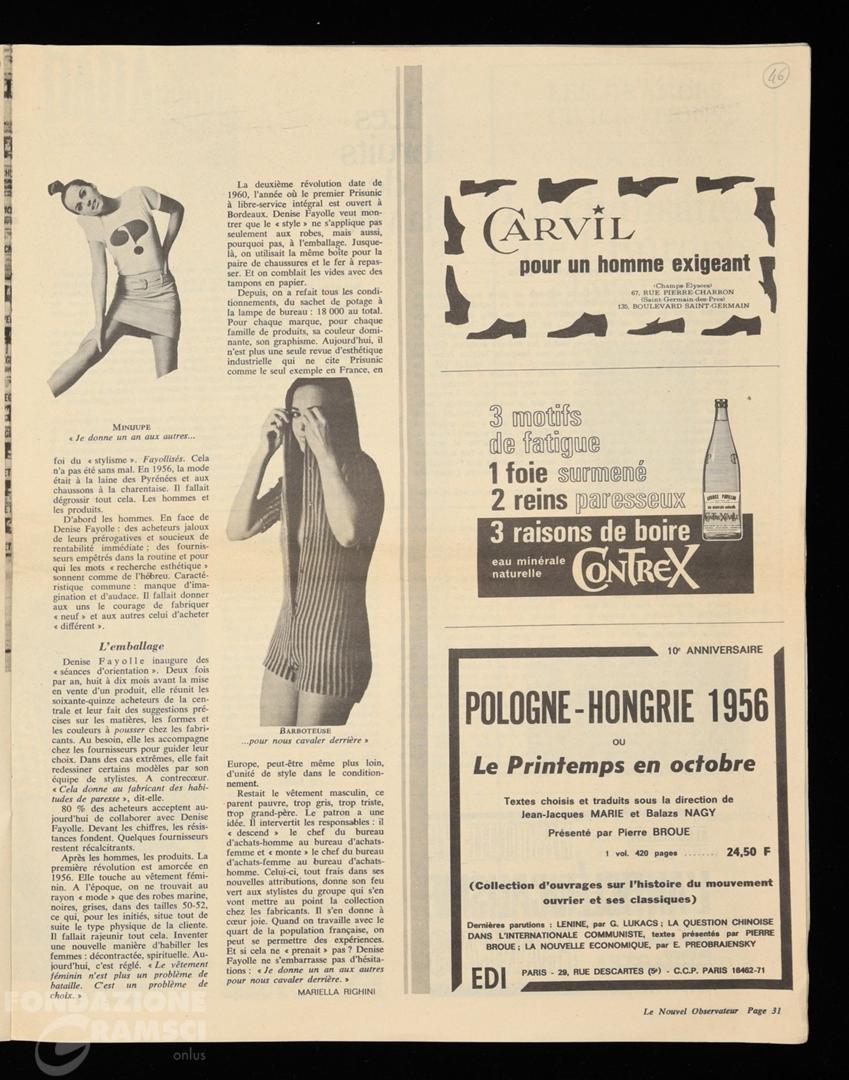 46
MINIJUPE
« Je donne un an aux autres...
foi du « stylisme ». Fayollisés. Cela
n'a pas été sans mal. En 1956, la mode
était à la laine des Pyrénées et aux
chaussons à la charentaise. Il fallait
dégrossir tout cela. Les hommes et
les produits.
D'abord les hommes. En face de
Denise Fayolle : des acheteurs jaloux
de leurs prérogatives et soucieux de
rentabilité immédiate ; des fournis-
seurs empêtrés dans la routine et pour
qui les mots « recherche esthétique »
sonnent comme de l'hébreu. Caracté-
ristique commune : manque d'ima-
gination et d'audace. Il fallait donner
aux uns le courage de fabriquer
« neuf » et aux autres celui d'acheter
« différent ».
L'emballage
Denise Fayolle inaugure des
« séances d'orientation ». Deux fois
par an, huit à dix mois avant la mise
en vente d'un produit, elle réunit les
soixante-quinze acheteurs de la cen-
trale et leur fait des suggestions pré-
cises sur les matières, les formes et
les couleurs à pousser chez les fabri-
cants. Au besoin, elle les accompagne
chez les fournisseurs pour guider leur
choix. Dans des cas extrêmes, elle fait
redessiner certains modèles par son
équipe de stylistes. A contrecœur.
« Cela donne au fabricant des habi-
tudes de paresse », dit-elle.
80 % des acheteurs acceptent au-
jourd'hui de collaborer avec Denise
Fayolle. Devant les chiffres, les résis-
tances fondent. Quelques fournisseurs
restent récalcitrants.
Après les hommes, les produits. La
première révolution est amorcée en
1956. Elle touche au vêtement fémi-
nin. A l'époque, on ne trouvait au
rayon « mode » que des robes marine,
noires, grises, dans des tailles 50-52,
ce qui, pour les initiés, situe tout de
suite le type physique de la cliente.
Il fallait rajeunir tout cela. Inventer
une nouvelle manière d'habiller les
femmes : décontractée, spirituelle. Au-
jourd'hui, c'est réglé. « Le vêtement
féminin n'est plus un problème de
bataille. C'est un problème de
choix. »
La deuxième révolution date de
1960, l'année où le premier Prisunic
à libre-service intégral est ouvert à
Bordeaux. Denise Fayolle veut mon-
trer que le « style » ne s'applique pas
seulement aux robes, mais aussi,
pourquoi pas, à l'emballage. Jusque-
là, on utilisait la même boîte pour la
paire de chaussures et le fer à repas-
ser. Et on comblait les vides avec des
tampons en papier.
Depuis, on a refait tous les condi-
tionnements, du sachet de potage à
la lampe de bureau : 18 000 au total.
Pour chaque marque, pour chaque
famille de produits, sa couleur domi-
nante, son graphisme. Aujourd'hui, il
n'est plus une seule revue d'esthétique
industrielle qui ne cite Prisunic
comme le seul exemple en France, en
BARBOTEUSE
...pour nous cavaler derrière »
Europe, peut-être même plus loin,
d'unité de style dans le condition-
nement.
Restait le vêtement masculin, ce
parent pauvre, trop gris, trop triste,
trop grand-père. Le patron a une
idée. Il intervertit les responsables : il
« descend » le chef du bureau
d'achats-homme au bureau d'achats-
femme et « monte » le chef du bureau
d'achats-femme au bureau d'achats-
homme. Celui-ci, tout frais dans ses
nouvelles attributions, donne son feu
vert aux stylistes du groupe qui s'en
vont mettre au point la collection
chez les fabricants. Il s'en donne à
cœur joie. Quand on travaille avec le
quart de la population française, on
peut se permettre des expériences.
Et si cela ne « prenait » pas ? Denise
Fayolle ne s'embarrasse pas d'hésita-
tions : « Je donne un an aux autres
pour nous cavaler derrière. »
MARIELLA RIGHINI
CARVIL
pour un homme exigeant
(Champs-Elysées)
67, RUE PIERRE-CHARRON
(Saint-Germain-des-Prés)
135, BOULEVARD SAINT-GERMAIN
3 motifs
de fatigue
1 foie surmené
2 reins paresseux
3 raisons de boire
eau minérale
naturelle
CONTREX
CONTREXÉVILLE
10e ANNIVERSAIRE
POLOGNE-HONGRIE 1956
OU
Le Printemps en octobre
Textes choisis et traduits sous la direction de
Jean-Jacques MARIE et Balazs NAGY
Présenté par Pierre BROUE
1 vol. 420 pages ........ 24,50 F
(Collection d'ouvrages sur l'histoire du mouvement
ouvrier et ses classiques)
Dernières parutions : LENINE, par G. LUKACS ; LA QUESTION CHINOISE
DANS L'INTERNATIONALE COMMUNISTE, textes présentés par PIERRE
BROUE ; LA NOUVELLE ECONOMIQUE, par E. PREOBRAJENSKY
EDI
PARIS - 29, RUE DESCARTES (5e) - C.C.P. PARIS 18462-71
Le Nouvel Observateur Page 31
FONDAZIONE
GRAMSCI
onlus